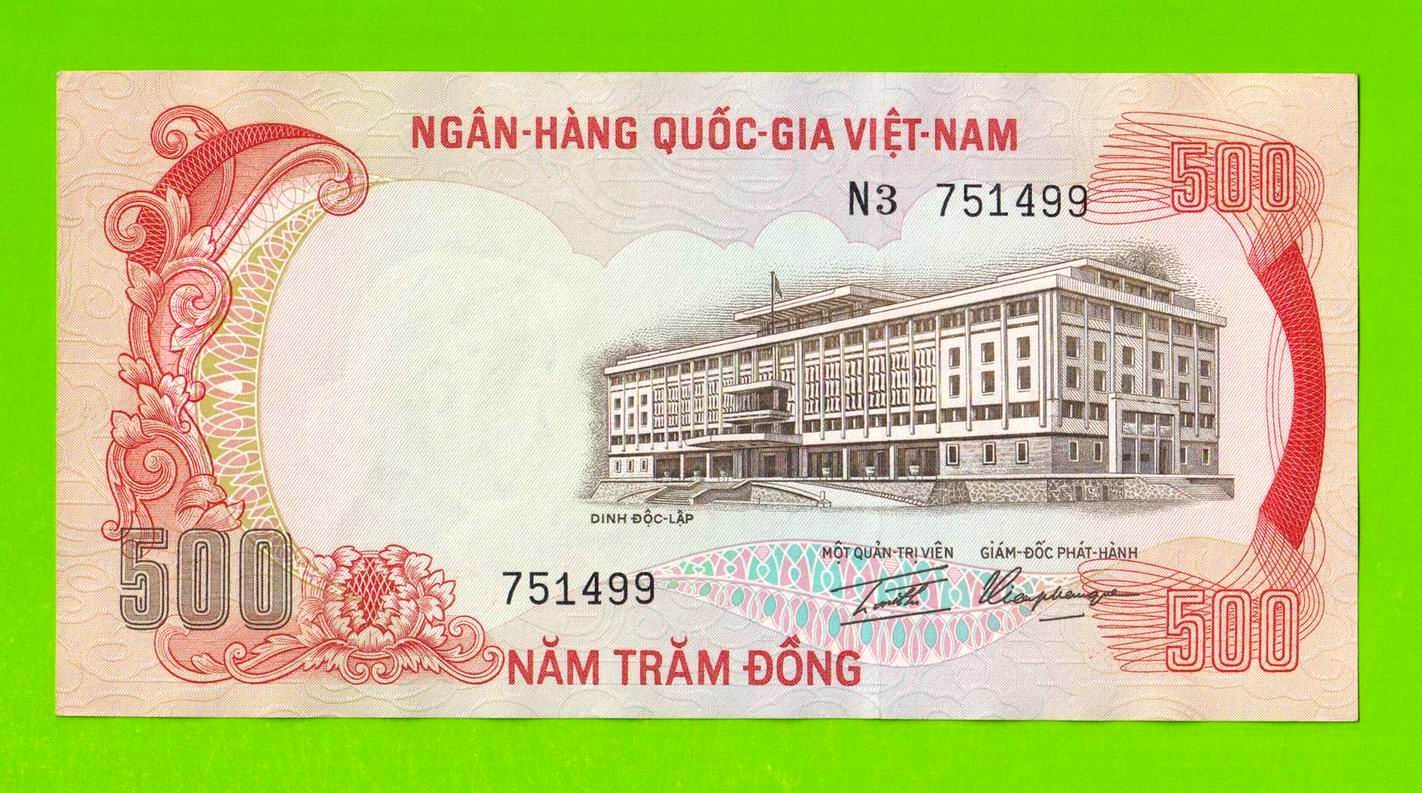 NGÂN-HÀNG QUỐC-GIA VIỆT-NAM
500
N3 751499
DINH ĐỘC-LẬP
MỘT QUẢN-TRỊ VIÊN GIÁM-ĐỐC PHÁT-HÀNH
500
751499
500
NĂM TRĂM ĐỒNG